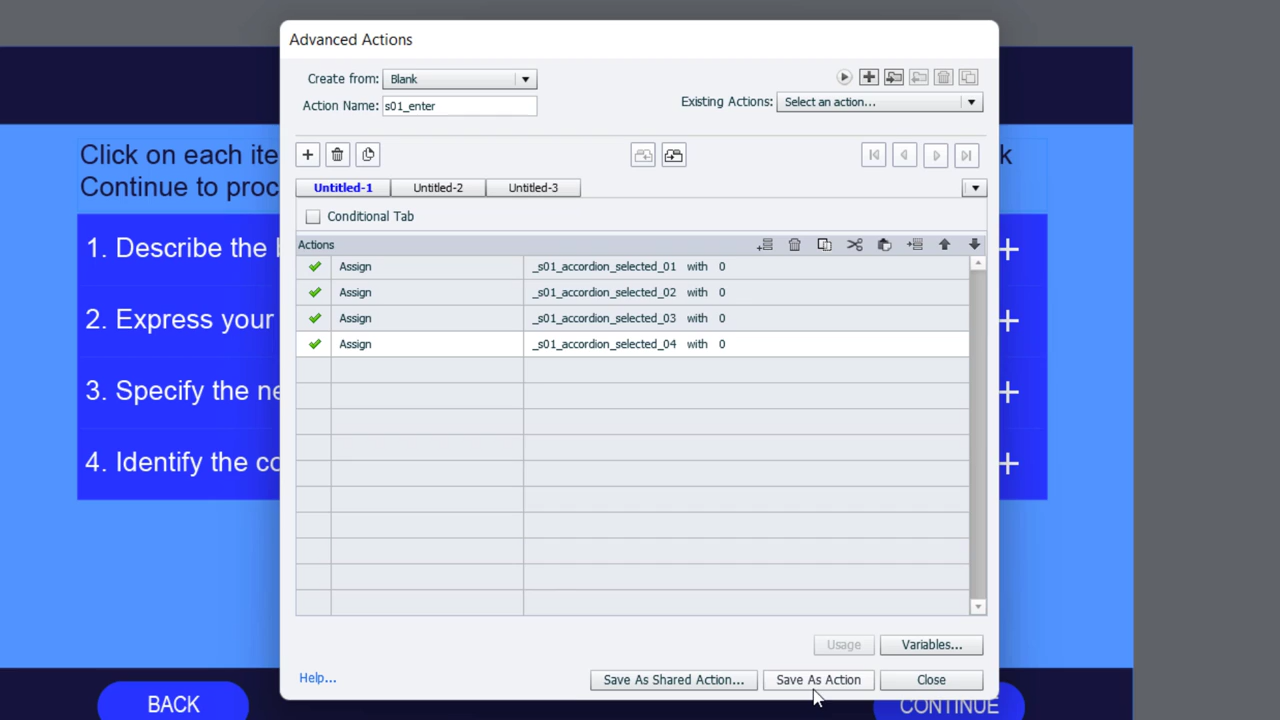 Advanced Actions
Create from: Blank
Action Name: s01_enter
Existing Actions: Select an action...
Click on each ite
k
Continue to proc
Untitled-1 Untitled-2 Untitled-3
Conditional Tab
Actions
1. Describe the
Assign _s01_accordion_selected_01 with 0
Assign _s01_accordion_selected_02 with 0
2. Express your
Assign _s01_accordion_selected_03 with 0
Assign _s01_accordion_selected_04 with 0
3. Specify the ne
4. Identify the co
Usage Variables...
Help... Save As Shared Action... Save As Action Close
BACK CONTINUE